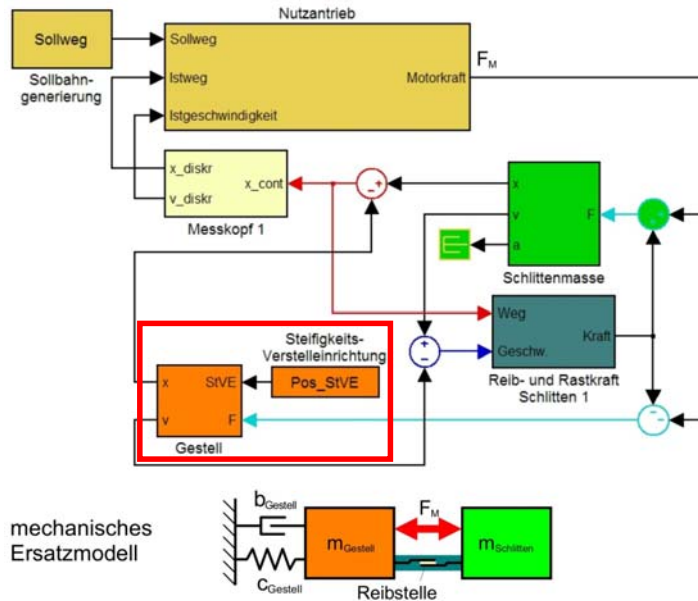 Nutzantrieb
Sollweg
Sollbahn-
generierung
Sollweg
Istweg
Istgeschwindigkeit
Motorkraft
F_M
x_diskr
v_diskr
x_cont
Messkopf 1
- +
x
v
a
F
Schlittenmasse
+
-
Weg
Geschw.
Kraft
Reib- und Rastkraft
Schlitten 1
Steifigkeits-
Verstelleinrichtung
Pos_StVE
x
v
StVE
F
Gestell
- -
mechanisches
Ersatzmodell
b_Gestell
c_Gestell
m_Gestell
F_M
m_Schlitten
Reibstelle